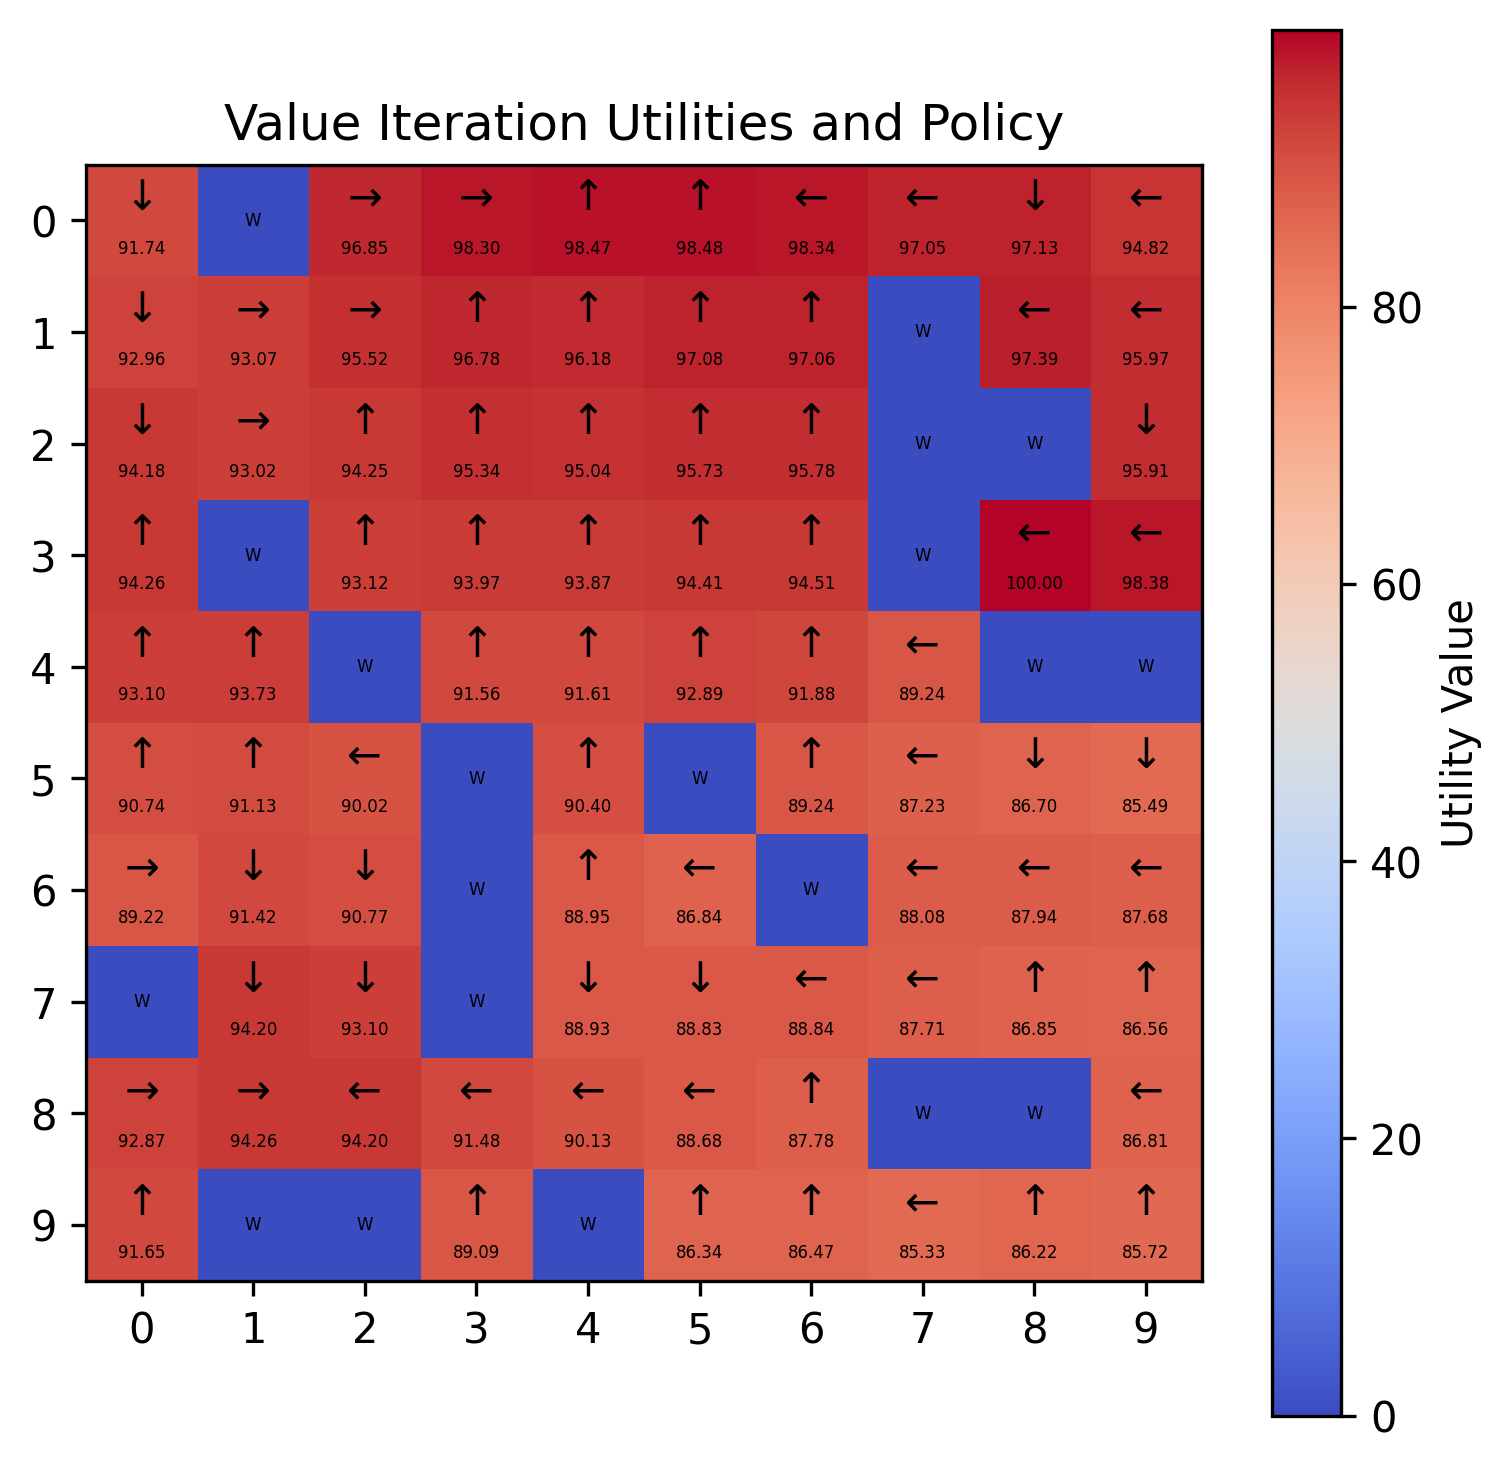 Value Iteration Utilities and Policy
0 ↓ W → → ↑ ↑ ← ← ↓ ←
91.74 96.85 98.30 98.47 98.48 98.34 97.05 97.13 94.82
1 ↓ → → ↑ ↑ ↑ ↑ W ← ←
92.96 93.07 95.52 96.78 96.18 97.08 97.06 97.39 95.97
2 ↓ → ↑ ↑ ↑ ↑ ↑ W W ↓
94.18 93.02 94.25 95.34 95.04 95.73 95.78 95.91
3 ↑ W ↑ ↑ ↑ ↑ ↑ W ← ←
94.26 93.12 93.97 93.87 94.41 94.51 100.00 98.38
4 ↑ ↑ W ↑ ↑ ↑ ↑ ← W W
93.10 93.73 91.56 91.61 92.89 91.88 89.24
5 ↑ ↑ ← W ↑ W ↑ ← ↓ ↓
90.74 91.13 90.02 90.40 89.24 87.23 86.70 85.49
6 → ↓ ↓ W ↑ ← W ← ← ←
89.22 91.42 90.77 88.95 86.84 88.08 87.94 87.68
7 W ↓ ↓ W ↓ ↓ ← ← ↑ ↑
94.20 93.10 88.93 88.83 88.84 87.71 86.85 86.56
8 → → ← ← ← ← ↑ W W ←
92.87 94.26 94.20 91.48 90.13 88.68 87.78 86.81
9 ↑ W W ↑ W ↑ ↑ ← ↑ ↑
91.65 89.09 86.34 86.47 85.33 86.22 85.72
0 1 2 3 4 5 6 7 8 9
80
60
40
20
0
Utility Value